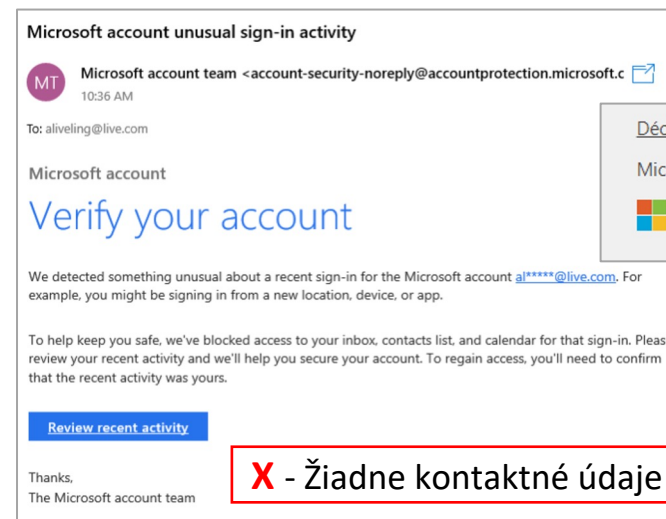 Microsoft account unusual sign-in activity
MT
Microsoft account team <account-security-noreply@accountprotection.microsoft.c
10:36 AM
To: aliveling@live.com
Déc
Mic
Microsoft account
Verify your account
We detected something unusual about a recent sign-in for the Microsoft account al*****@live.com. For
example, you might be signing in from a new location, device, or app.
To help keep you safe, we've blocked access to your inbox, contacts list, and calendar for that sign-in. Pleas
review your recent activity and we'll help you secure your account. To regain access, you'll need to confirm
that the recent activity was yours.
Review recent activity
X - Žiadne kontaktné údaje
Thanks,
The Microsoft account team